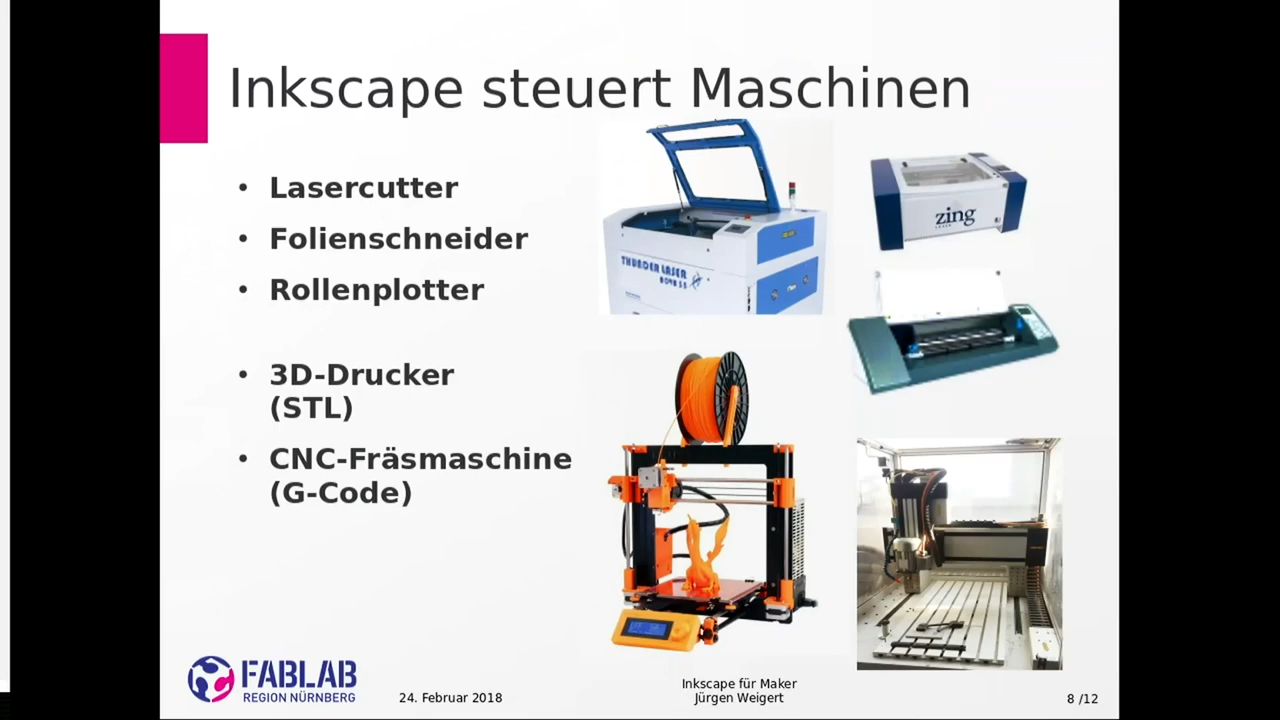 Inkscape steuert Maschinen
• Lasercutter
• Folienschneider
• Rollenplotter
• 3D-Drucker
(STL)
• CNC-Fräsmaschine
(G-Code)
THUNDER LASER
zing
FABLAB
REGION NÜRNBERG
24. Februar 2018
Inkscape für Maker
Jürgen Weigert
8 /12